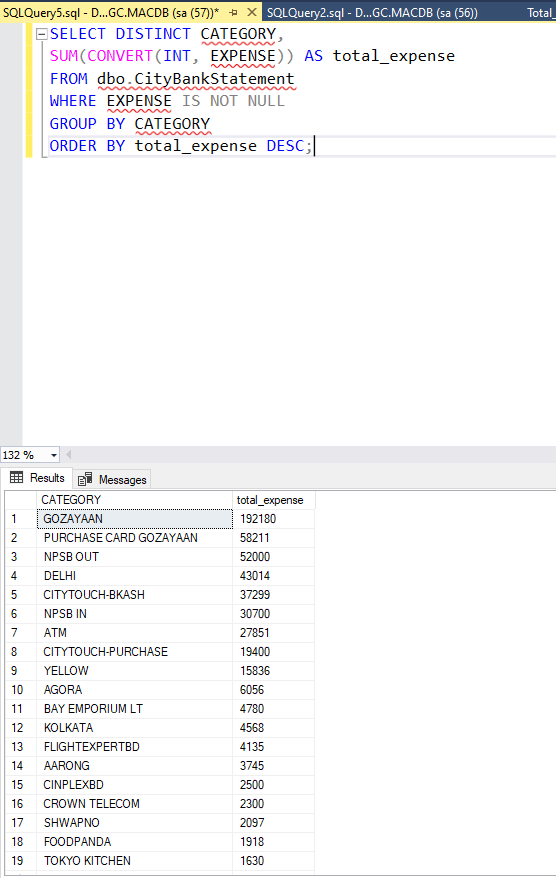 SQLQuery5.sql - D...GC.MACDB (sa (57))* SQLQuery2.sql - D...GC.MACDB (sa (56)) Total_
SELECT DISTINCT CATEGORY,
SUM(CONVERT(INT, EXPENSE)) AS total_expense
FROM dbo.CityBankStatement
WHERE EXPENSE IS NOT NULL
GROUP BY CATEGORY
ORDER BY total_expense DESC;
132 %
Results Messages
CATEGORY total_expense
1 GOZAYAAN 192180
2 PURCHASE CARD GOZAYAAN 58211
3 NPSB OUT 52000
4 DELHI 43014
5 CITYTOUCH-BKASH 37299
6 NPSB IN 30700
7 ATM 27851
8 CITYTOUCH-PURCHASE 19400
9 YELLOW 15836
10 AGORA 6056
11 BAY EMPORIUM LT 4780
12 KOLKATA 4568
13 FLIGHTEXPERTBD 4135
14 AARONG 3745
15 CINPLEXBD 2500
16 CROWN TELECOM 2300
17 SHWAPNO 2097
18 FOODPANDA 1918
19 TOKYO KITCHEN 1630